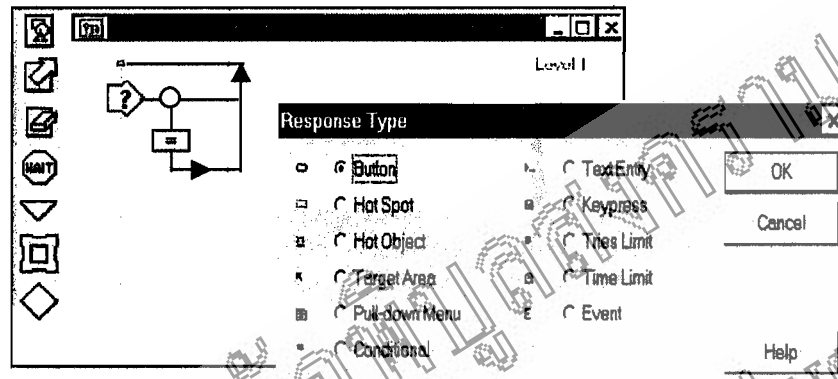 Level 1
Response Type
Button
Hot Spot
Hot Object
Target Area
Pull-down Menu
Conditional
Text Entry
Keypress
Tries Limit
Time Limit
E Event
OK
Cancel
Help
WAIT
?
=